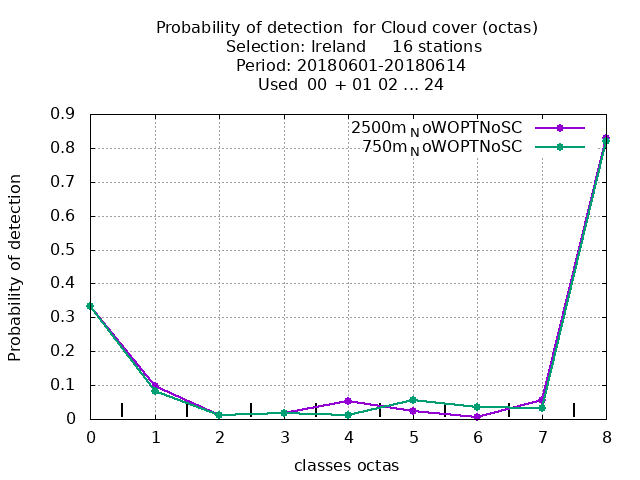 Probability of detection for Cloud cover (octas)
Selection: Ireland 16 stations
Period: 20180601-20180614
Used 00 + 01 02 ... 24
2500m NoWOPTNoSC
750m NoWOPTNoSC
Probability of detection
0.9
0.8
0.7
0.6
0.5
0.4
0.3
0.2
0.1
0
0 1 2 3 4 5 6 7 8
classes octas